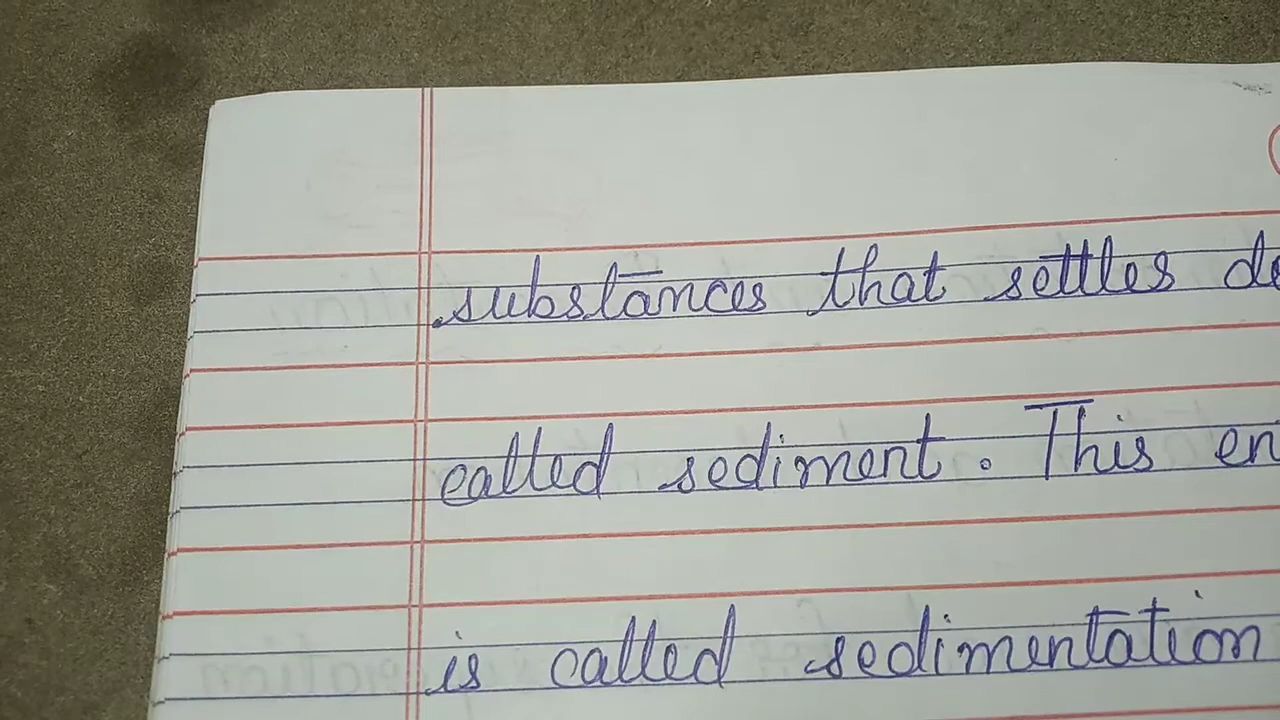 substances that settles
called sediment. This
is called sedimentation